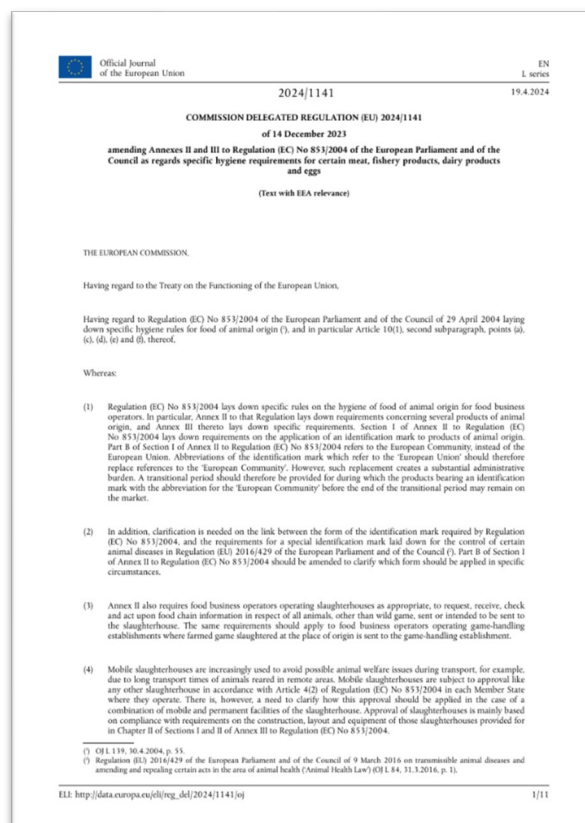 Official Journal
of the European Union
EN
L series
2024/1141
19.4.2024
COMMISSION DELEGATED REGULATION (EU) 2024/1141
of 14 December 2023
amending Annexes II and III to Regulation (EC) No 853/2004 of the European Parliament and of the
Council as regards specific hygiene requirements for certain meat, fishery products, dairy products
and eggs
(Text with EEA relevance)
THE EUROPEAN COMMISSION,
Having regard to the Treaty on the Functioning of the European Union,
Having regard to Regulation (EC) No 853/2004 of the European Parliament and of the Council of 29 April 2004 laying
down specific hygiene rules for food of animal origin (¹), and in particular Article 10(1), second subparagraph, points (a),
(c), (d), (e) and (f), thereof,
Whereas:
(1) Regulation (EC) No 853/2004 lays down specific rules on the hygiene of food of animal origin for food business
operators. In particular, Annex II to that Regulation lays down requirements concerning several products of animal
origin, and Annex III thereto lays down specific requirements. Section I of Annex II to Regulation (EC)
No 853/2004 lays down requirements on the application of an identification mark to products of animal origin.
Part B of Section I of Annex II to Regulation (EC) No 853/2004 refers to the European Community, instead of the
European Union. Abbreviations of the identification mark which refer to the 'European Union' should therefore
replace references to the 'European Community'. However, such replacement creates a substantial administrative
burden. A transitional period should therefore be provided for during which the products bearing an identification
mark with the abbreviation for the 'European Community' before the end of the transitional period may remain on
the market.
(2) In addition, clarification is needed on the link between the form of the identification mark required by Regulation
(EC) No 853/2004, and the requirements for a special identification mark laid down for the control of certain
animal diseases in Regulation (EU) 2016/429 of the European Parliament and of the Council (²). Part B of Section I
of Annex II to Regulation (EC) No 853/2004 should be amended to clarify which form should be applied in specific
circumstances.
(3) Annex II also requires food business operators operating slaughterhouses as appropriate, to request, receive, check
and act upon food chain information in respect of all animals, other than wild game, sent or intended to be sent to
the slaughterhouse. The same requirements should apply to food business operators operating game-handling
establishments where farmed game slaughtered at the place of origin is sent to the game-handling establishment.
(4) Mobile slaughterhouses are increasingly used to avoid possible animal welfare issues during transport, for example,
due to long transport times of animals reared in remote areas. Mobile slaughterhouses are subject to approval like
any other slaughterhouse in accordance with Article 4(2) of Regulation (EC) No 853/2004 in each Member State
where they operate. There is, however, a need to clarify how this approval should be applied in the case of a
combination of mobile and permanent facilities of the slaughterhouse. Approval of slaughterhouses is mainly based
on compliance with requirements on the construction, layout and equipment of those slaughterhouses provided for
in Chapter II of Sections I and II of Annex III to Regulation (EC) No 853/2004.
(¹) OJ L 139, 30.4.2004, p. 55.
(²) Regulation (EU) 2016/429 of the European Parliament and of the Council of 9 March 2016 on transmissible animal diseases and
amending and repealing certain acts in the area of animal health ('Animal Health Law') (OJ L 84, 31.3.2016, p. 1).
ELI: http://data.europa.eu/eli/reg_del/2024/1141/oj
1/11